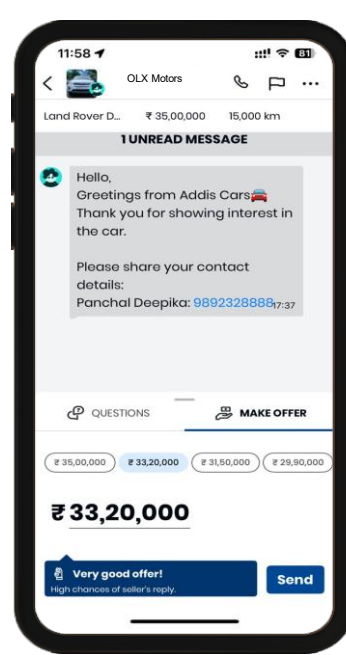 11:58
81
OLX Motors
Land Rover D... ₹ 35,00,000 15,000 km
1 UNREAD MESSAGE
Hello,
Greetings from Addis Cars🚘
Thank you for showing interest in
the car.
Please share your contact
details:
Panchal Deepika: 9892328888
17:37
QUESTIONS MAKE OFFER
₹ 35,00,000 ₹ 33,20,000 ₹ 31,50,000 ₹ 29,90,000
₹ 33,20,000
Very good offer!
High chances of seller's reply.
Send